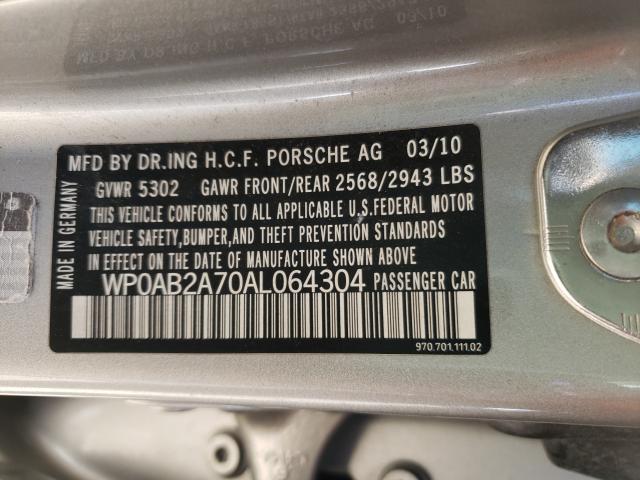 MFD BY DR.ING H.C.F. PORSCHE AG 03/10
GVWR 5302 GAWR FRONT/REAR 2568/2943 LBS
THIS VEHICLE CONFORMS TO ALL APPLICABLE U.S.FEDERAL MOTOR
VEHICLE SAFETY,BUMPER,AND THEFT PREVENTION STANDARDS
IN EFFECT ON DATE OF MANUFACTURE SHOWN ABOVE
WP0AB2A70AL064304 PASSENGER CAR
970.701.111.02
MADE IN GERMANY